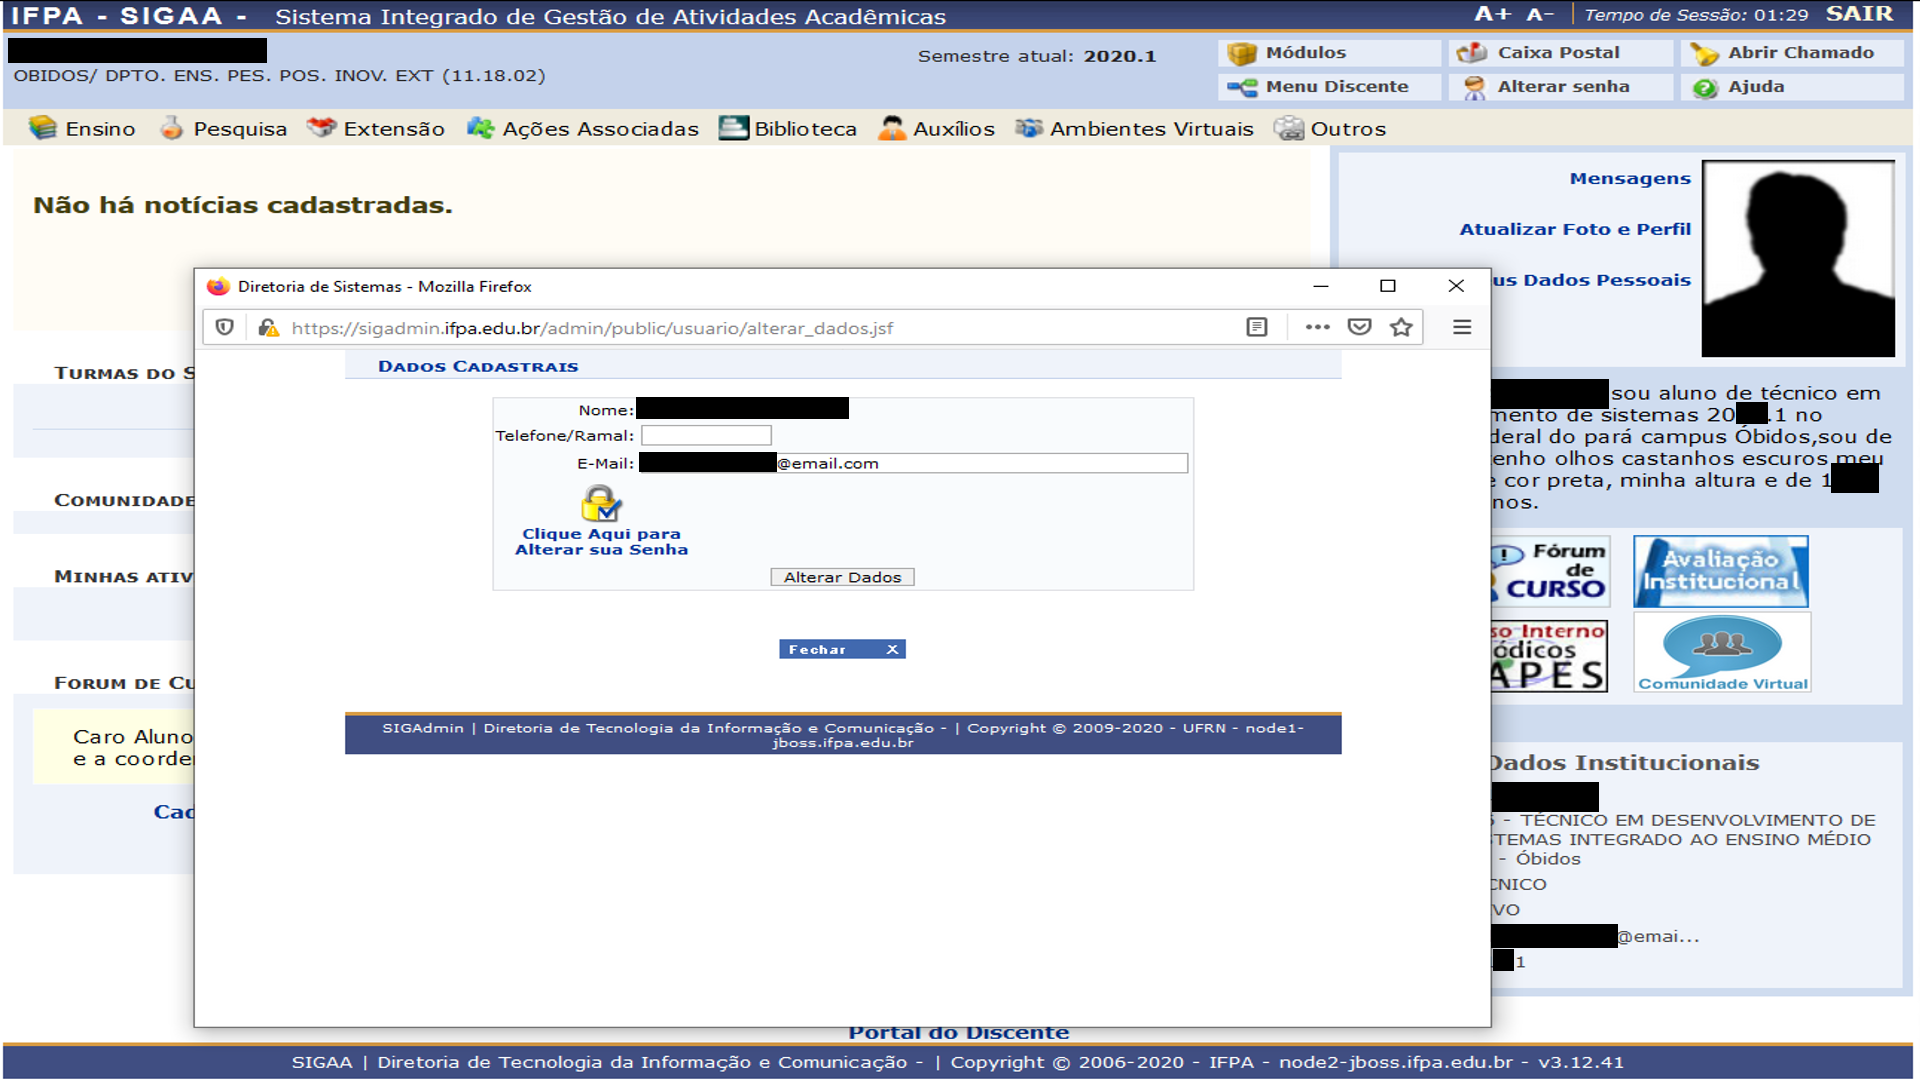 IFPA - SIGAA - Sistema Integrado de Gestão de Atividades Acadêmicas
A+ A- Tempo de Sessão: 01:29 SAIR
OBIDOS/ DPTO. ENS. PES. POS. INOV. EXT (11.18.02)
Semestre atual: 2020.1
Módulos Caixa Postal Abrir Chamado
Menu Discente Alterar senha Ajuda
Ensino Pesquisa Extensão Ações Associadas Biblioteca Auxílios Ambientes Virtuais Outros
Não há notícias cadastradas.
Mensagens
Atualizar Foto e Perfil
us Dados Pessoais
Diretoria de Sistemas - Mozilla Firefox
https://sigadmin.ifpa.edu.br/admin/public/usuario/alterar_dados.jsf
Dados Cadastrais
Nome:
Telefone/Ramal:
E-Mail: @email.com
Clique Aqui para
Alterar sua Senha
Alterar Dados
Fechar X
SIGAdmin | Diretoria de Tecnologia da Informação e Comunicação - | Copyright © 2009-2020 - UFRN - node1-
jboss.ifpa.edu.br
Turmas do S
Comunidade
Minhas ativ
Forum de Cu
Caro Aluno
e a coorde
Cad
sou aluno de técnico em
mento de sistemas 20 .1 no
deral do pará campus Óbidos,sou de
enho olhos castanhos escuros meu
e cor preta, minha altura e de 1
nos.
Fórum
de
CURSO
Avaliação
Institucional
so Interno
ódicos
APES
Comunidade Virtual
Dados Institucionais
- TÉCNICO EM DESENVOLVIMENTO DE
TEMAS INTEGRADO AO ENSINO MÉDIO
- Óbidos
CNICO
VO
@emai...
1
Portal do Discente
SIGAA | Diretoria de Tecnologia da Informação e Comunicação - | Copyright © 2006-2020 - IFPA - node2-jboss.ifpa.edu.br - v3.12.41